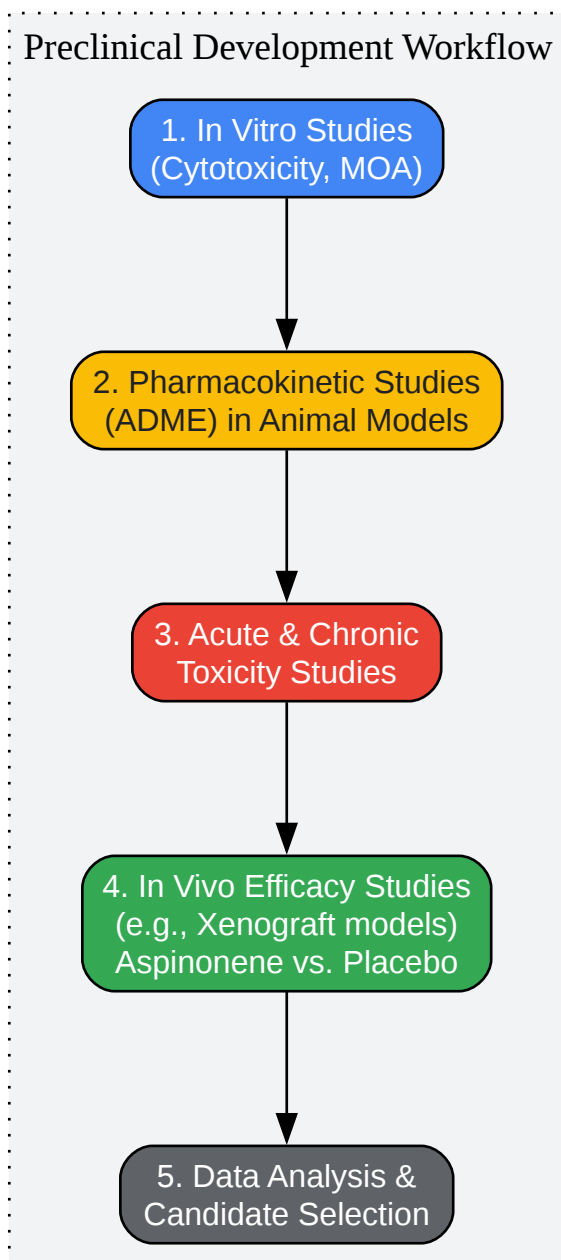 Preclinical Development Workflow
1. In Vitro Studies
(Cytotoxicity, MOA)
2. Pharmacokinetic Studies
(ADME) in Animal Models
3. Acute & Chronic
Toxicity Studies
4. In Vivo Efficacy Studies
(e.g., Xenograft models)
Aspinonene vs. Placebo
5. Data Analysis &
Candidate Selection